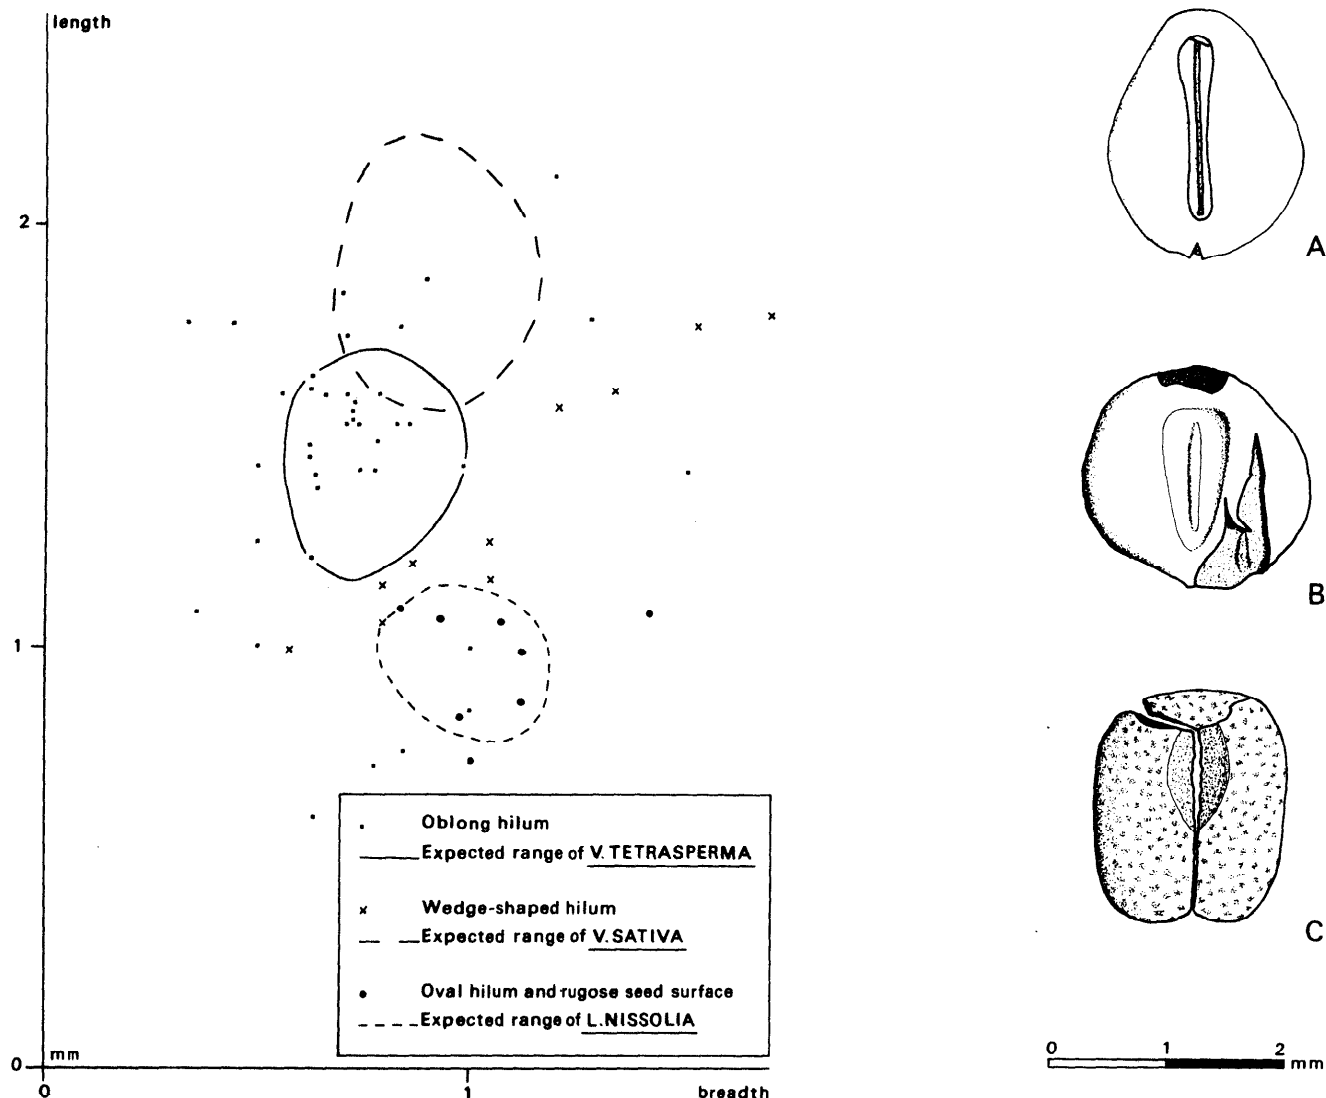 length
2
1
0
mm
0
1
breadth
Oblong hilum
Expected range of V. TETRASPERMA
Wedge-shaped hilum
Expected range of V. SATIVA
Oval hilum and rugose seed surface
Expected range of L. NISSOLIA
A
B
C
0 1 2
mm